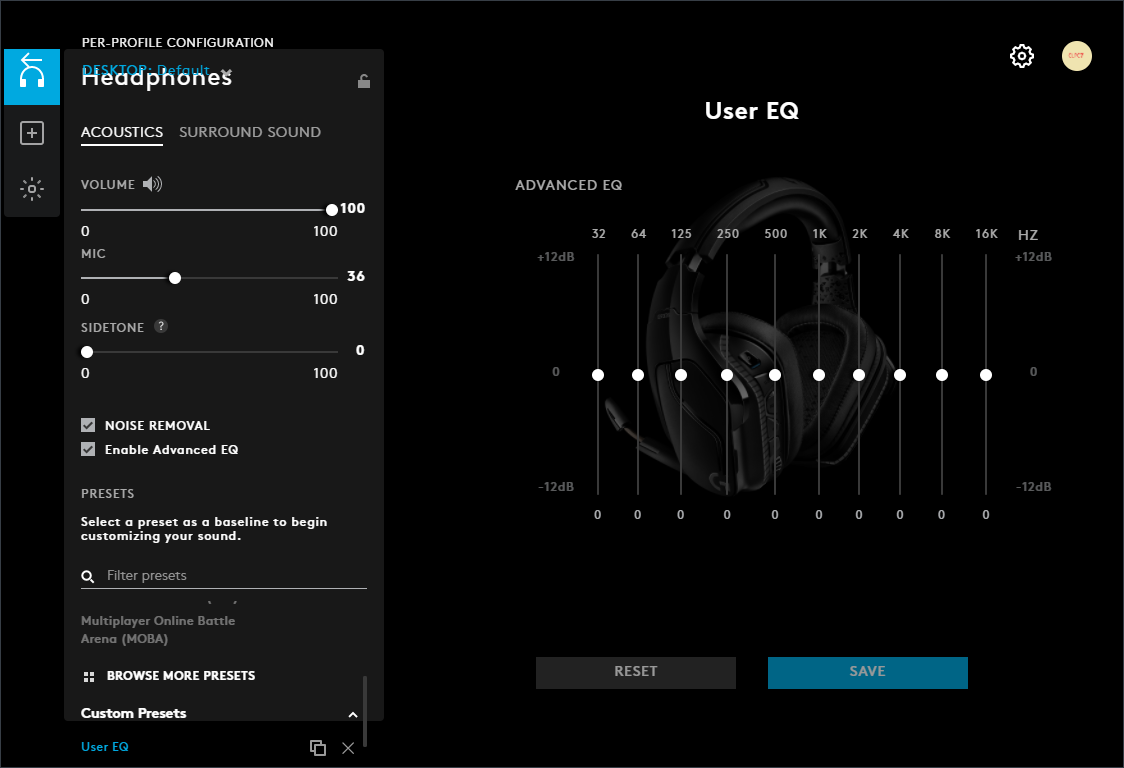 PER-PROFILE CONFIGURATION
DESKTOP: Default
Headphones
ACOUSTICS SURROUND SOUND
VOLUME
100
0 100
MIC
36
0 100
SIDETONE ?
0
0 100
NOISE REMOVAL
Enable Advanced EQ
PRESETS
Select a preset as a baseline to begin
customizing your sound.
Filter presets
Multiplayer Online Battle
Arena (MOBA)
BROWSE MORE PRESETS
Custom Presets
User EQ
User EQ
ADVANCED EQ
32 64 125 250 500 1K 2K 4K 8K 16K HZ
+12dB +12dB
0 0
-12dB -12dB
0 0 0 0 0 0 0 0 0 0
RESET SAVE